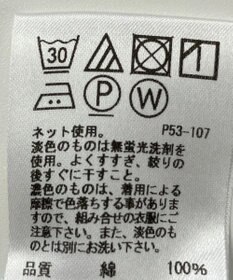 30
P W
ネット使用。 P53-107
淡色のものは無蛍光洗剤を
使用。よくすすぎ、絞りの
後すぐに干すこと。
濃色のものは、着用による
摩擦で色落ちする事があり
ますので、組み合せの衣服にご
注意下さい。また、淡色のも
のとは別にお洗い下さい。
品質 綿 100%